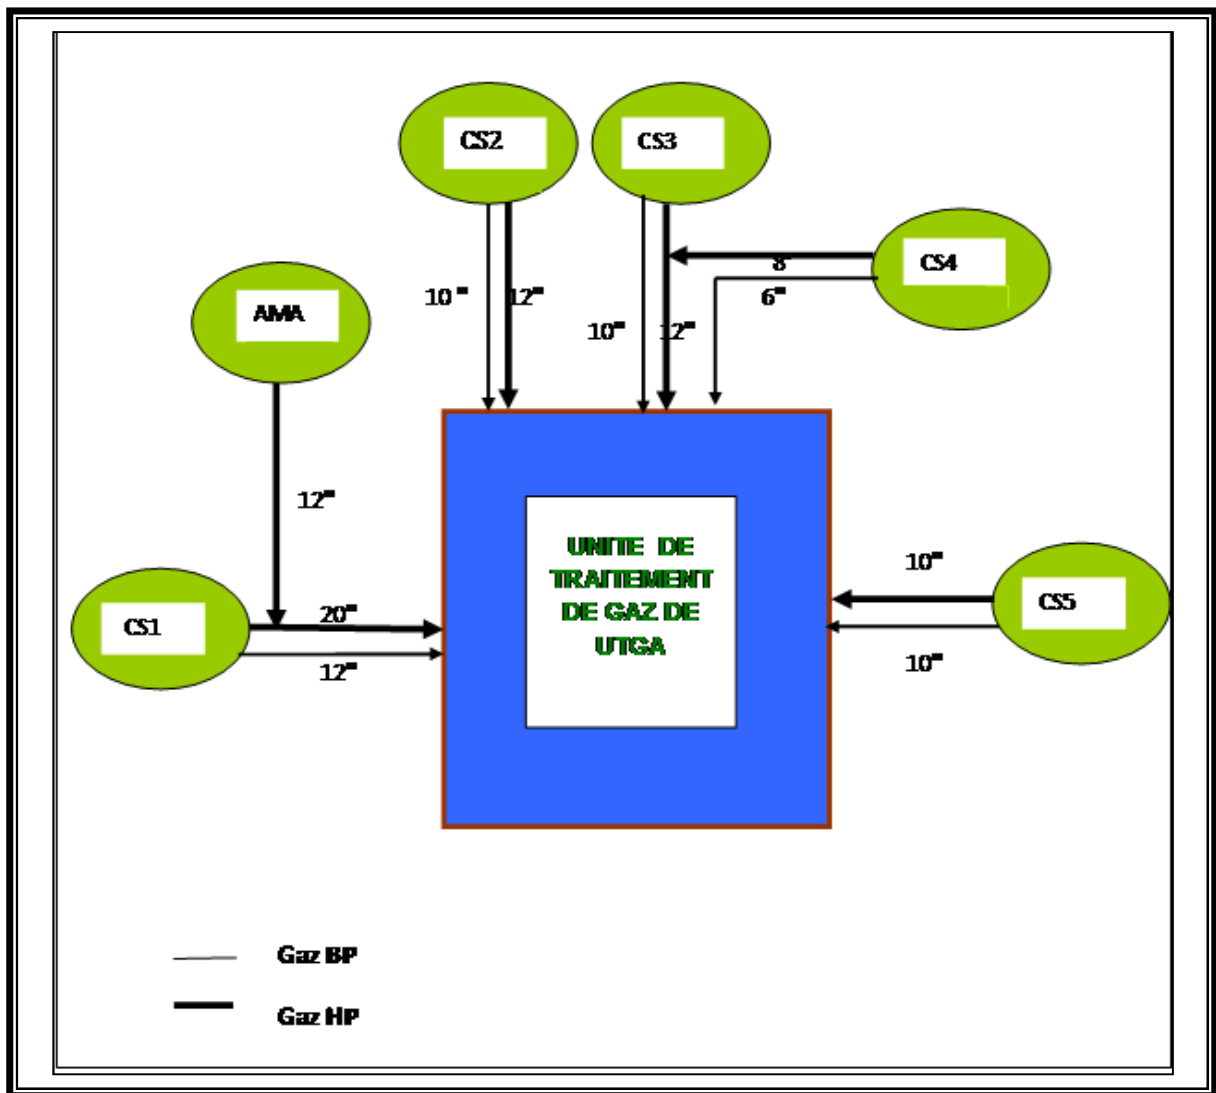 CS2
CS3
CS4
8"
10 "
12"
6"
AMA
10"
12"
12"
UNITE DE
TRAITEMENT
DE GAZ DE
UTGA
10"
CS5
CS1
20"
12"
10"
Gaz BP
Gaz HP